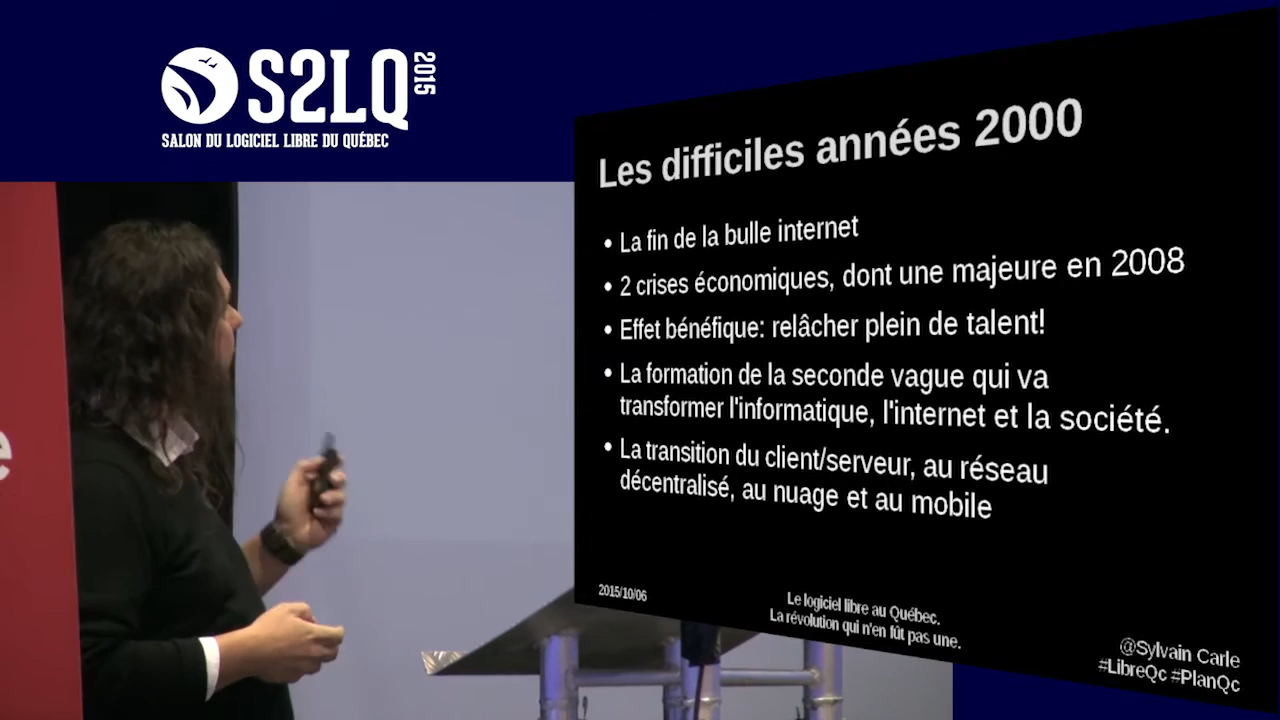 S2LQ 2015
SALON DU LOGICIEL LIBRE DU QUÉBEC
Les difficiles années 2000
• La fin de la bulle internet
• 2 crises économiques, dont une majeure en 2008
• Effet bénéfique: relâcher plein de talent!
• La formation de la seconde vague qui va
transformer l'informatique, l'internet et la société.
• La transition du client/serveur, au réseau
décentralisé, au nuage et au mobile
2015/10/06
Le logiciel libre au Québec.
La révolution qui n'en fût pas une.
@Sylvain Carle
#LibreQc #PlanQc
e